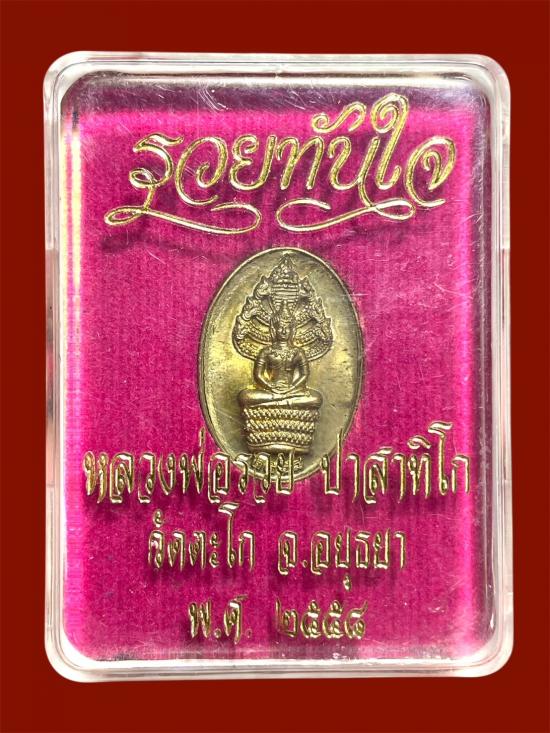 รวยทันใจ
หลวงพ่อรวย ปาสาทิโก
วัดตะโก จ.อยุธยา
พ.ศ. ๒๕๕๘